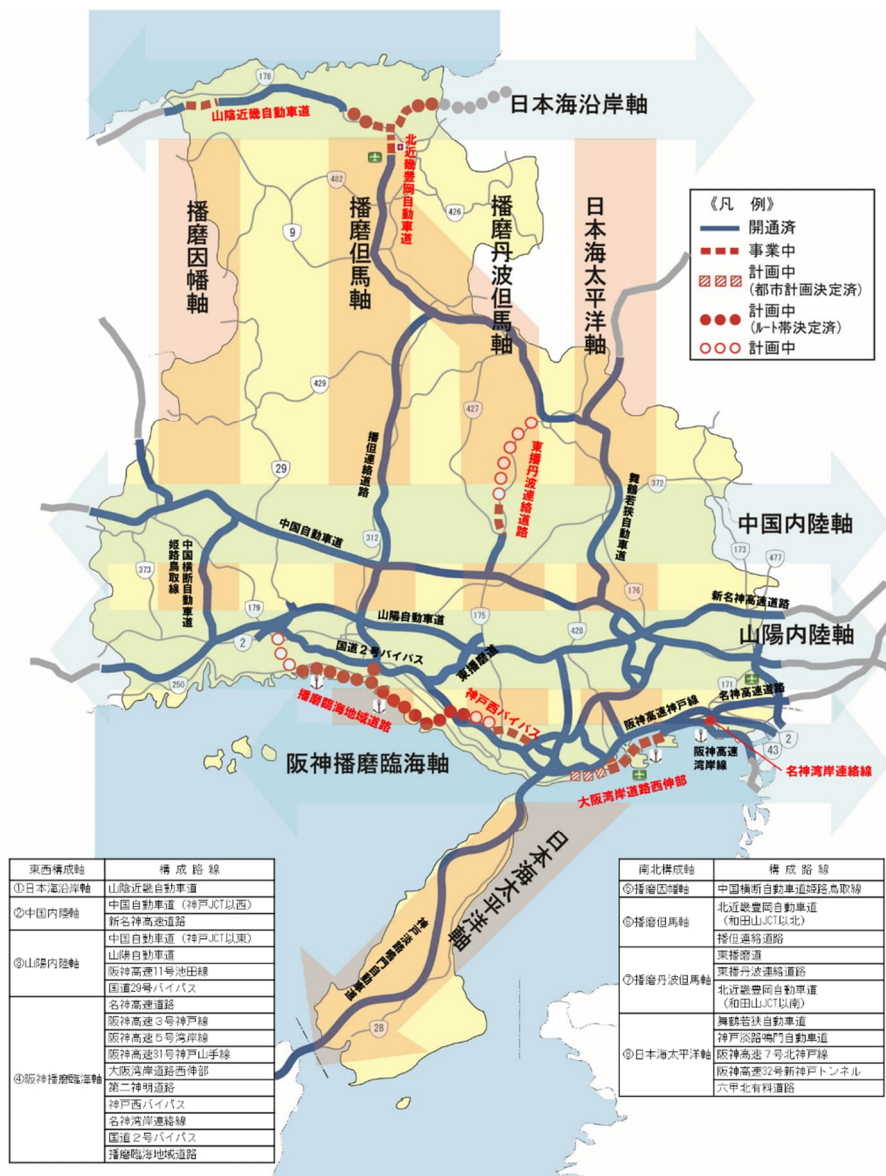 178
山陰近畿自動車道
日本海沿岸軸
北近畿豊岡自動車道
482
426
9
播磨因幡軸
播磨但馬軸
播磨丹波但馬軸
日本海太平洋軸
《凡　例》
開通済
事業中
計画中
(都市計画決定済)
計画中
(ルート帯決定済)
計画中
429
427
29
播但連絡道路
東播丹波連絡道路
舞鶴若狭自動車道
372
中国内陸軸
中国自動車道
312
中国横断自動車道
姫路鳥取線
373
173
477
176
新名神高速道路
179
山陽自動車道
175
428
山陽内陸軸
2
国道2号バイパス
東播磨道
250
171
名神高速道路
播磨臨海地域道路
神戸西バイパス
阪神高速神戸線
2
43
阪神高速
湾岸線
阪神播磨臨海軸
名神湾岸連絡線
大阪湾岸道路西伸部
日本海太平洋軸
神戸淡路鳴門自動車道
28
東西構成軸 構成路線
①日本海沿岸軸 山陰近畿自動車道
②中国内陸軸 中国自動車道（神戸JCT以西）
新名神高速道路
③山陽内陸軸 中国自動車道（神戸JCT以東）
山陽自動車道
阪神高速11号池田線
国道29号バイパス
④阪神播磨臨海軸 名神高速道路
阪神高速3号神戸線
阪神高速5号湾岸線
阪神高速31号神戸山手線
大阪湾岸道路西伸部
第二神明道路
神戸西バイパス
名神湾岸連絡線
国道2号バイパス
播磨臨海地域道路
南北構成軸 構成路線
⑤播磨因幡軸 中国横断自動車道姫路鳥取線
⑥播磨但馬軸 北近畿豊岡自動車道
（和田山JCT以北）
播但連絡道路
⑦播磨丹波但馬軸 東播磨道
東播丹波連絡道路
北近畿豊岡自動車道
（和田山JCT以南）
⑧日本海太平洋軸 舞鶴若狭自動車道
神戸淡路鳴門自動車道
阪神高速7号北神戸線
阪神高速32号新神戸トンネル
六甲北有料道路